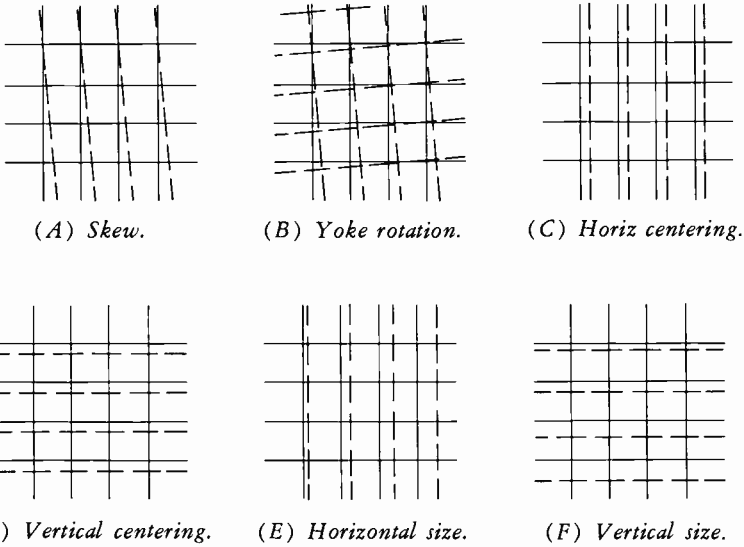 (A) Skew.
(B) Yoke rotation.
(C) Horiz centering.
) Vertical centering.
(E) Horizontal size.
(F) Vertical size.